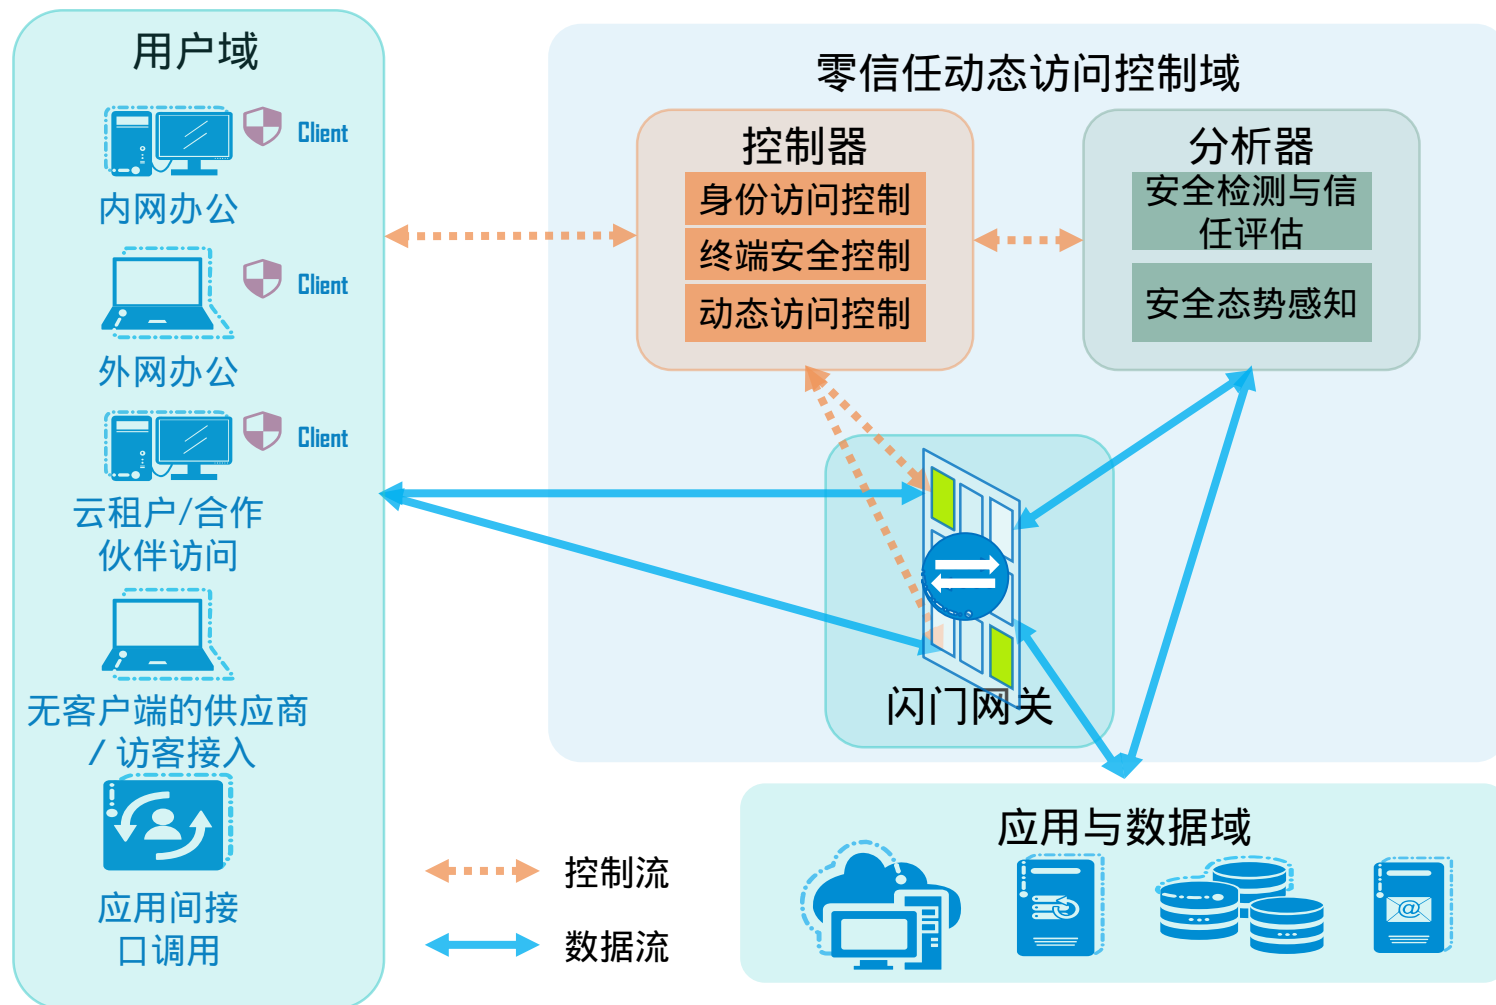 用户域
Client
内网办公
Client
外网办公
Client
云租户/合作
伙伴访问
无客户端的供应商
/ 访客接入
应用间接
口调用
零信任动态访问控制域
控制器
身份访问控制
终端安全控制
动态访问控制
分析器
安全检测与信
任评估
安全态势感知
闪门网关
应用与数据域
@
控制流
数据流